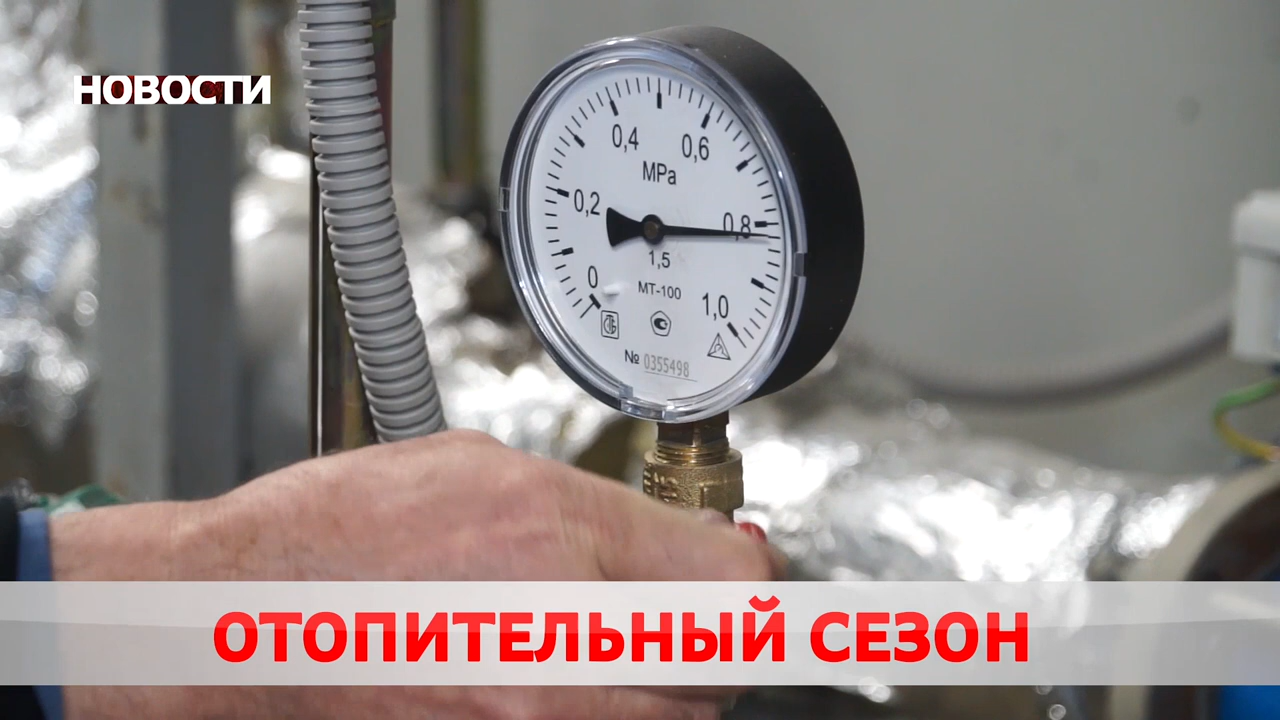 НОВОСТИ
0,4
0,6
MPa
0,2
0,8
1,5
0
МТ-100
1,0
№ 0355498
ОТОПИТЕЛЬНЫЙ СЕЗОН